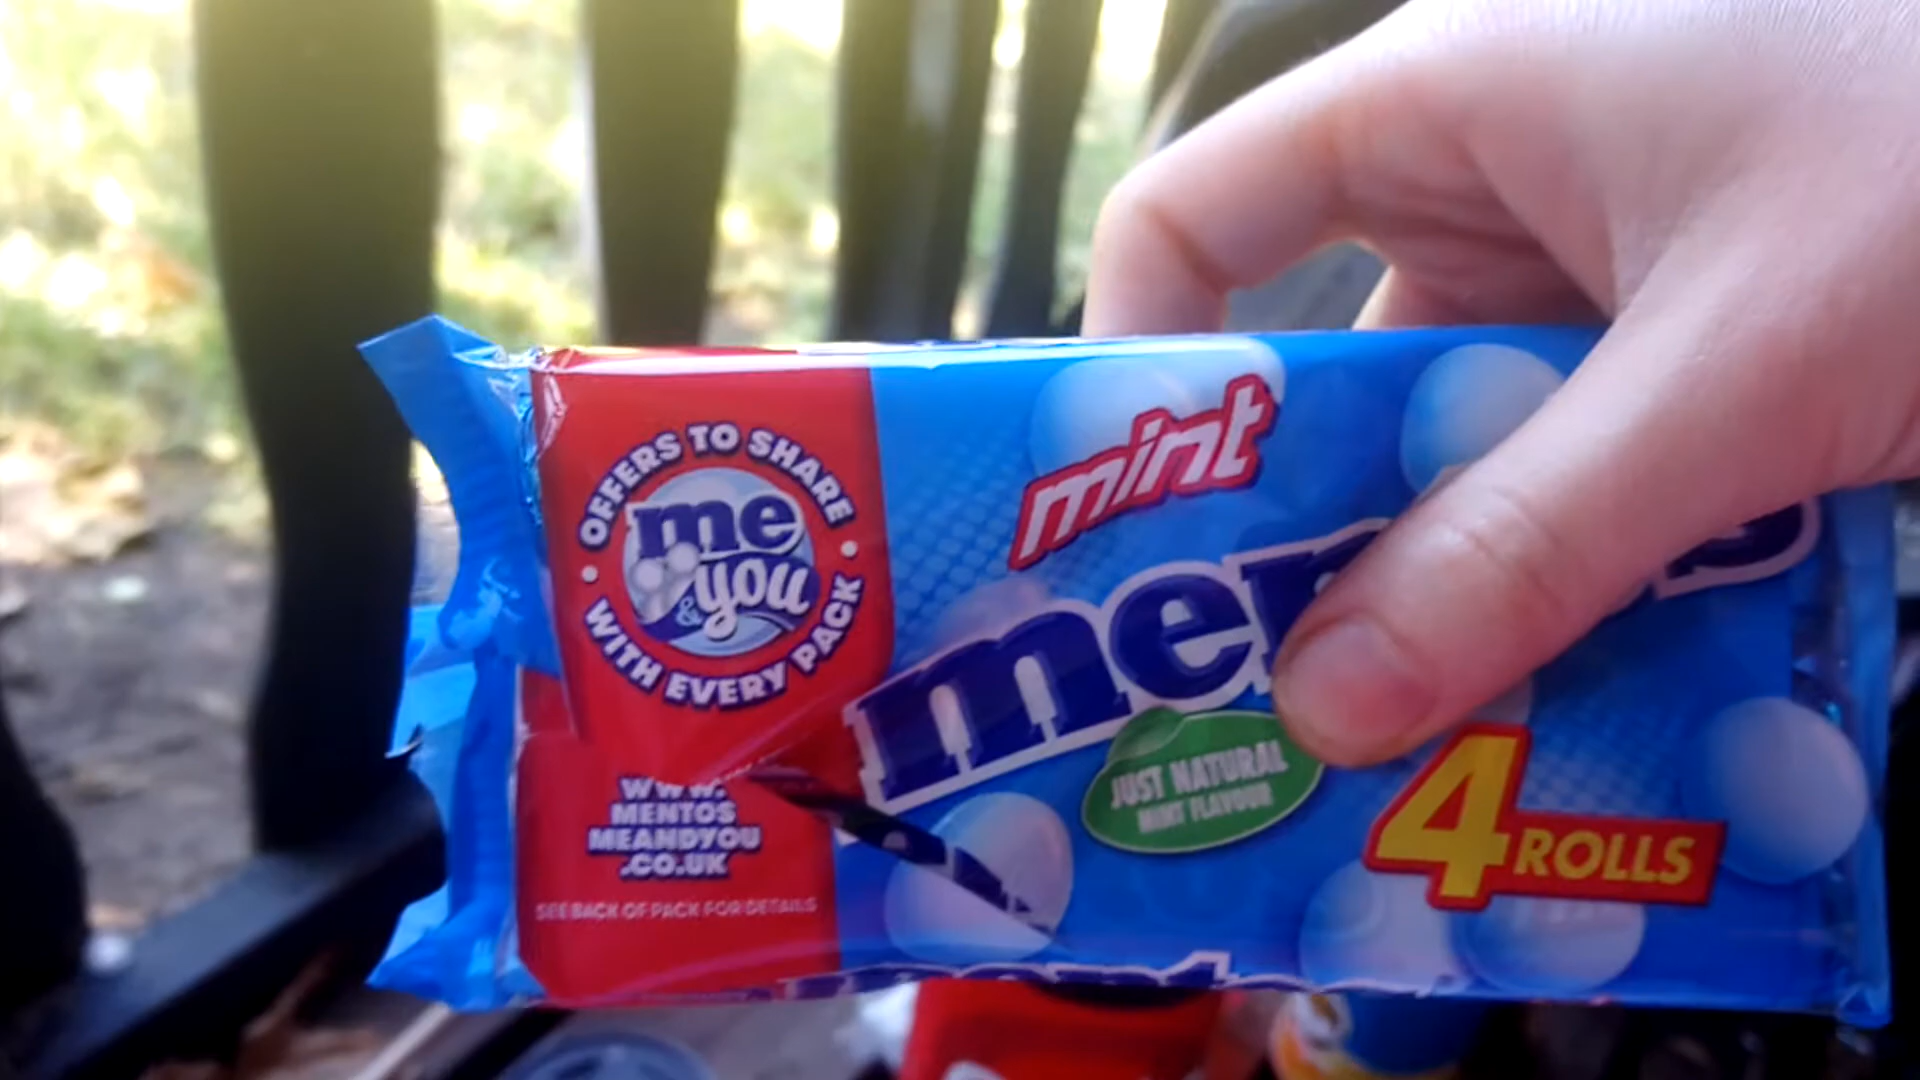 OFFERS TO SHARE
me
& you
WITH EVERY PACK
WWW.
MENTOS
MEANDYOU
.CO.UK
SEE BACK OF PACK FOR DETAILS
mint
JUST NATURAL
MINT FLAVOUR
4 ROLLS